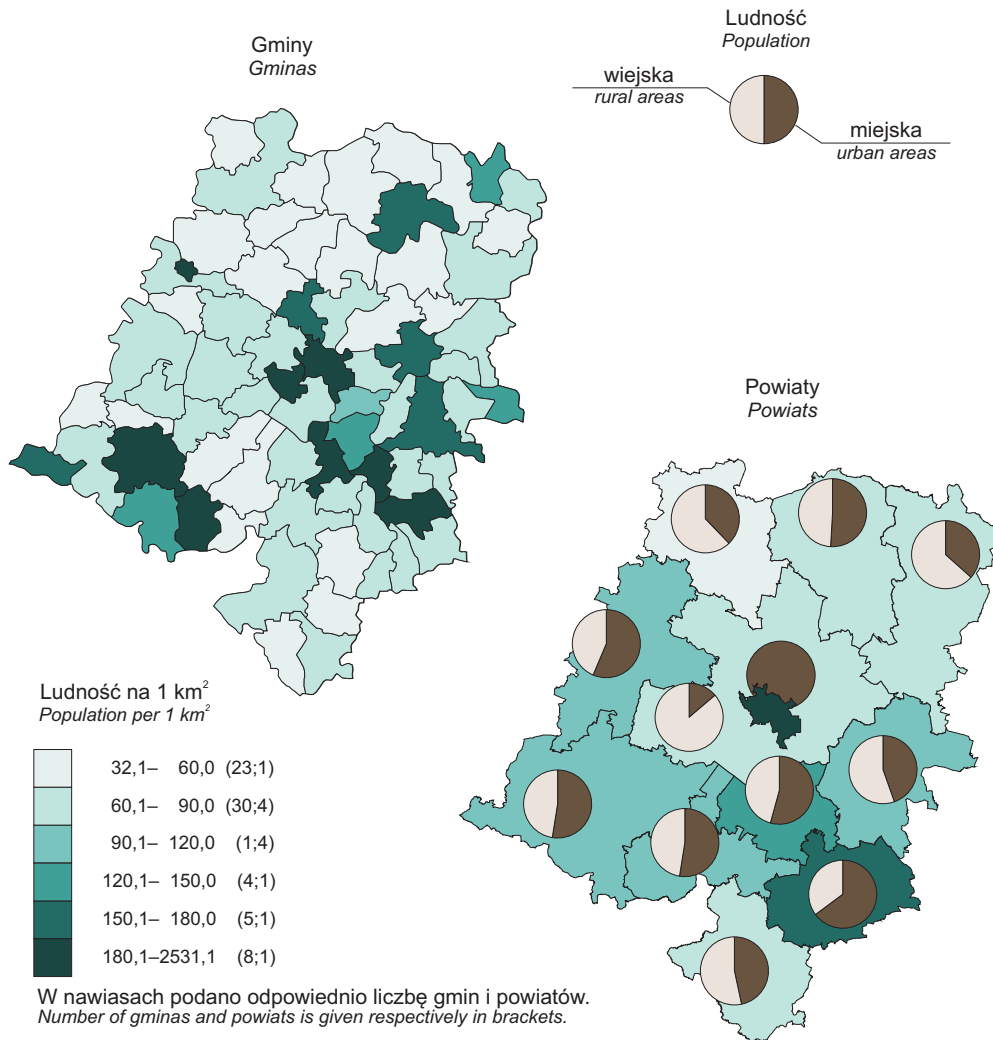 Ludność
Population
Gminy
Gminas
wiejska
rural areas
miejska
urban areas
Powiaty
Powiats
Ludność na 1 km²
Population per 1 km²
32,1– 60,0 (23;1)
60,1– 90,0 (30;4)
90,1– 120,0 (1;4)
120,1– 150,0 (4;1)
150,1– 180,0 (5;1)
180,1–2531,1 (8;1)
W nawiasach podano odpowiednio liczbę gmin i powiatów.
Number of gminas and powiats is given respectively in brackets.